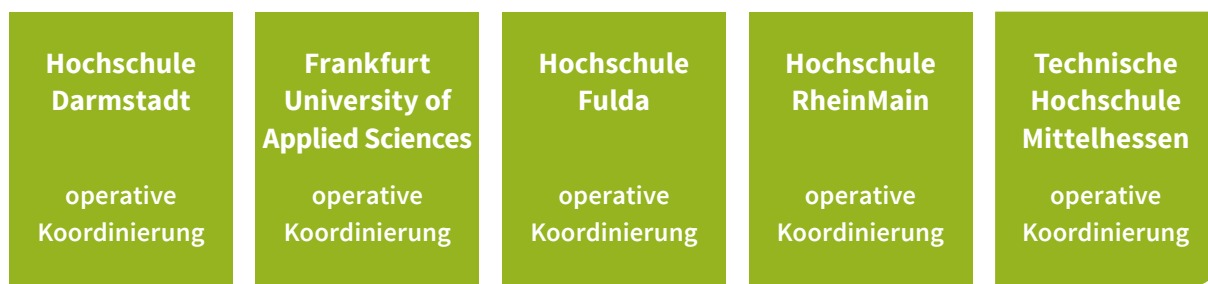 Hochschule
Darmstadt
operative
Koordinierung
Frankfurt
University of
Applied Sciences
operative
Koordinierung
Hochschule
Fulda
operative
Koordinierung
Hochschule
RheinMain
operative
Koordinierung
Technische
Hochschule
Mittelhessen
operative
Koordinierung